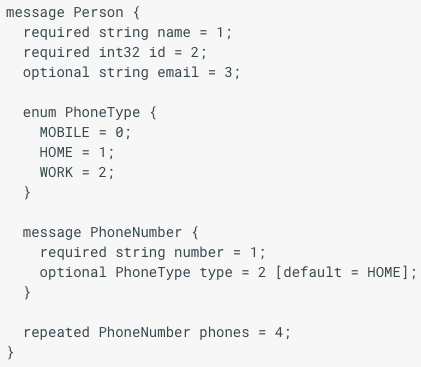 message Person {
  required string name = 1;
  required int32 id = 2;
  optional string email = 3;

  enum PhoneType {
    MOBILE = 0;
    HOME = 1;
    WORK = 2;
  }

  message PhoneNumber {
    required string number = 1;
    optional PhoneType type = 2 [default = HOME];
  }

  repeated PhoneNumber phones = 4;
}